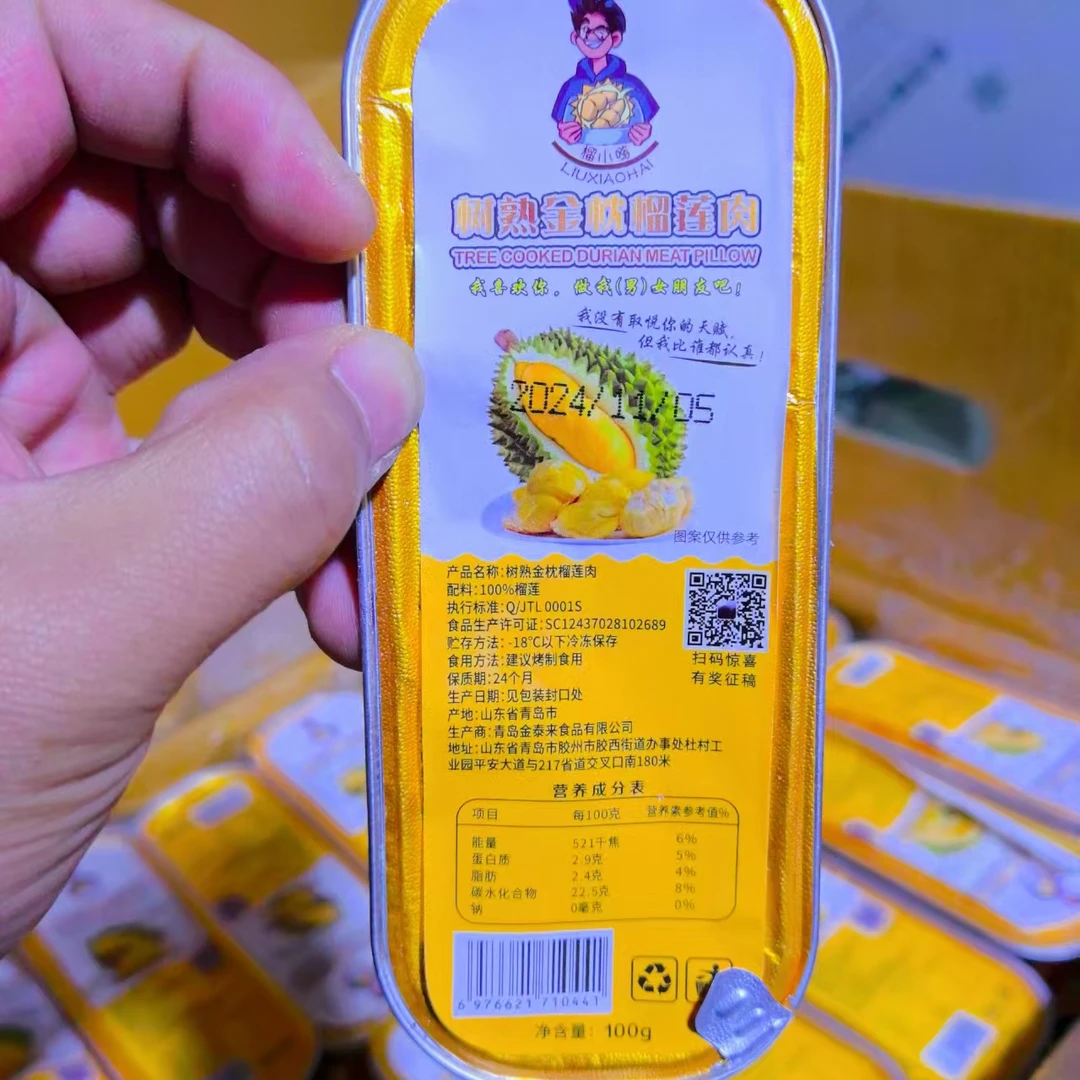 榴小嗨
LIUXIAOHAI
树熟金枕榴莲肉
TREE COOKED DURIAN MEAT PILLOW
我喜欢你，做我(男)女朋友吧！
我没有取悦你的天赋，
但我比谁都认真！
2024/11/05
图案仅供参考
产品名称：树熟金枕榴莲肉
配料：100%榴莲
执行标准：Q/JTL 0001S
食品生产许可证：SC12437028102689
贮存方法：-18℃以下冷冻保存
食用方法：建议烤制食用
保质期：24个月
生产日期：见包装封口处
产地：山东省青岛市
生产商：青岛金泰来食品有限公司
地址：山东省青岛市胶州市胶西街道办事处杜村工
业园平安大道与217省道交叉口南180米
扫码惊喜
有奖征稿
营养成分表
项目 每100克 营养素参考值%
能量 521千焦 6%
蛋白质 2.9克 5%
脂肪 2.4克 4%
碳水化合物 22.5克 8%
钠 0毫克 0%
6 976621 710441
净含量：100g